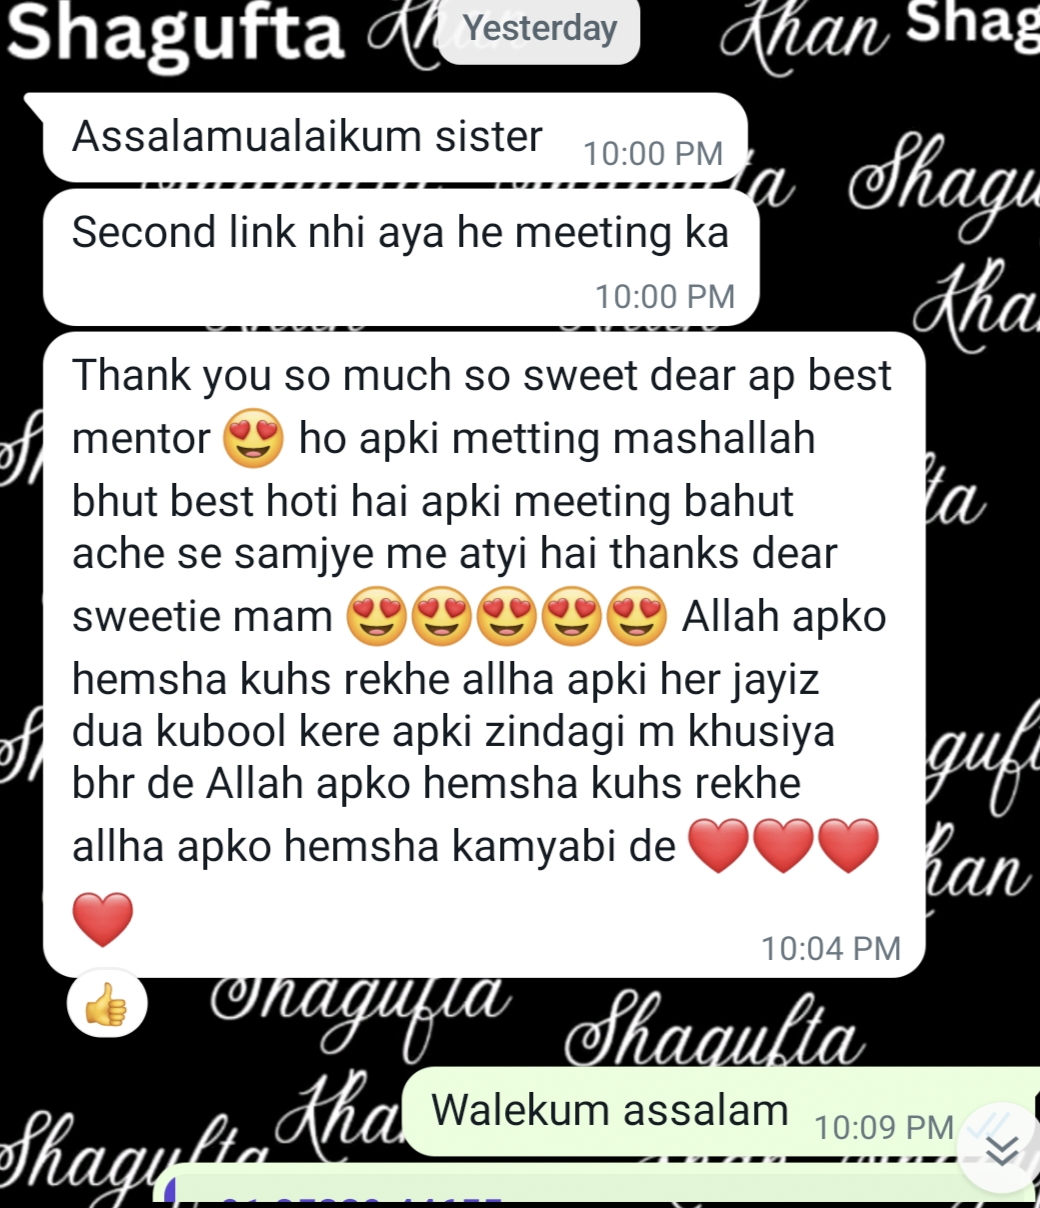 Shagufta Khan Khan Shag
Yesterday
Assalamualaikum sister 10:00 PM
Shagu
Second link nhi aya he meeting ka
10:00 PM
Kha
Thank you so much so sweet dear ap best
mentor 😍 ho apki metting mashallah
bhut best hoti hai apki meeting bahut
ache se samjye me atyi hai thanks dear
sweetie mam 😍😍😍😍😍 Allah apko
hemsha kuhs rekhe allha apki her jayiz
dua kubool kere apki zindagi m khusiya
bhr de Allah apko hemsha kuhs rekhe
allha apko hemsha kamyabi de ❤️❤️❤️
❤️
10:04 PM
👍
Shagufta Shagufta
Walekum assalam 10:09 PM
Shagufta Kha